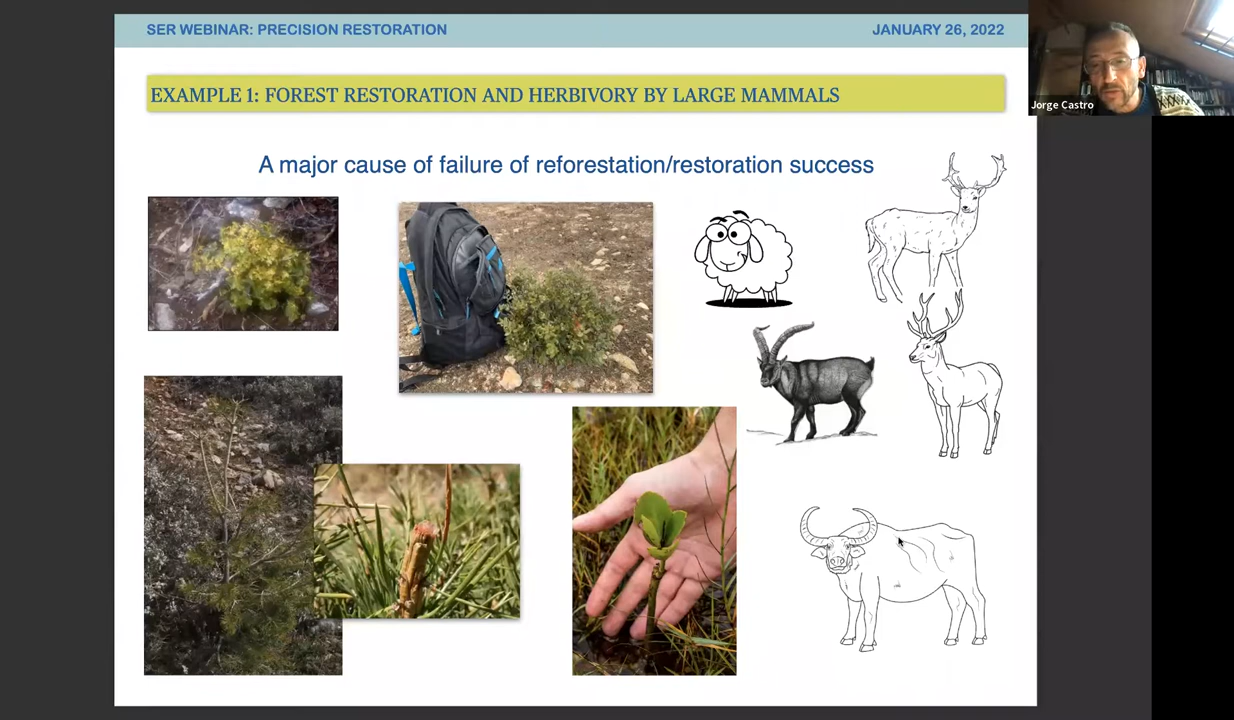 SER WEBINAR: PRECISION RESTORATION
JANUARY 26, 2022
EXAMPLE 1: FOREST RESTORATION AND HERBIVORY BY LARGE MAMMALS
Jorge Castro
A major cause of failure of reforestation/restoration success